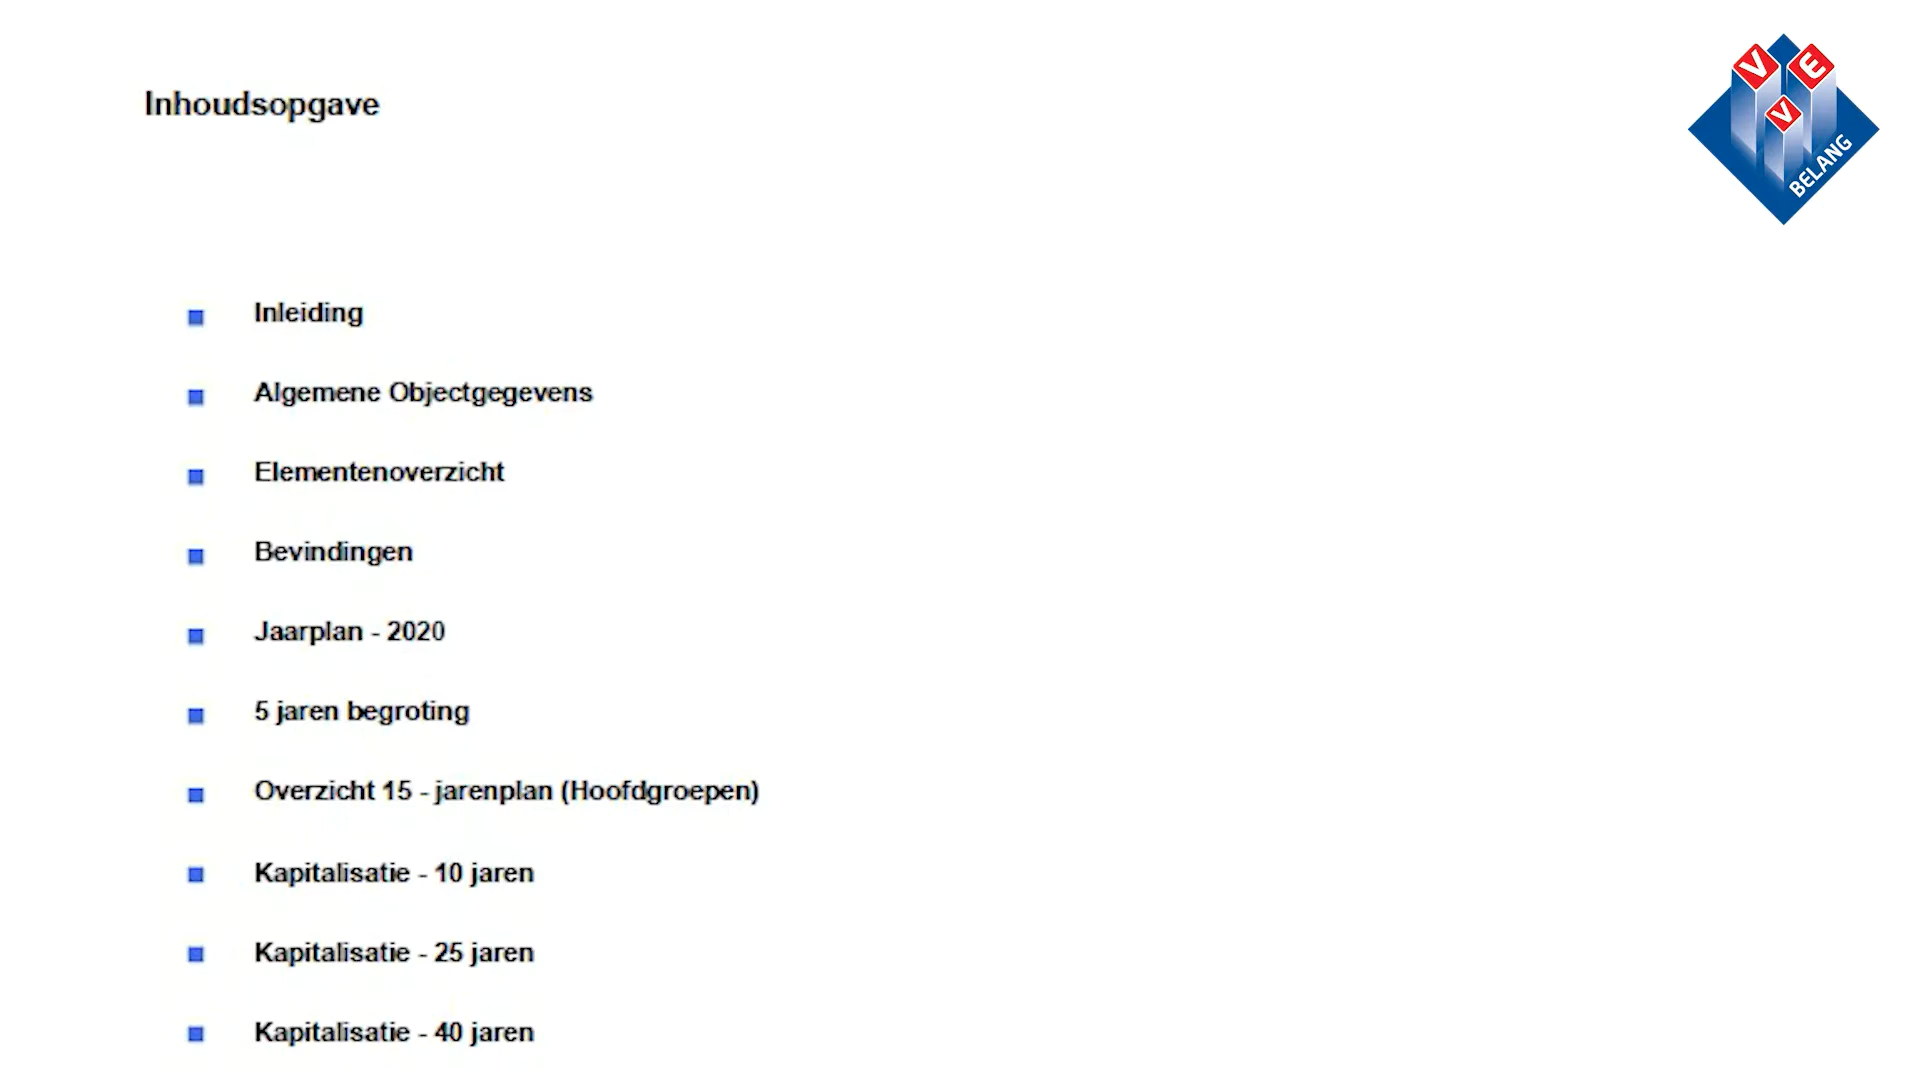 Inhoudsopgave
V E
V
BELANG
Inleiding
Algemene Objectgegevens
Elementenoverzicht
Bevindingen
Jaarplan - 2020
5 jaren begroting
Overzicht 15 - jarenplan (Hoofdgroepen)
Kapitalisatie - 10 jaren
Kapitalisatie - 25 jaren
Kapitalisatie - 40 jaren